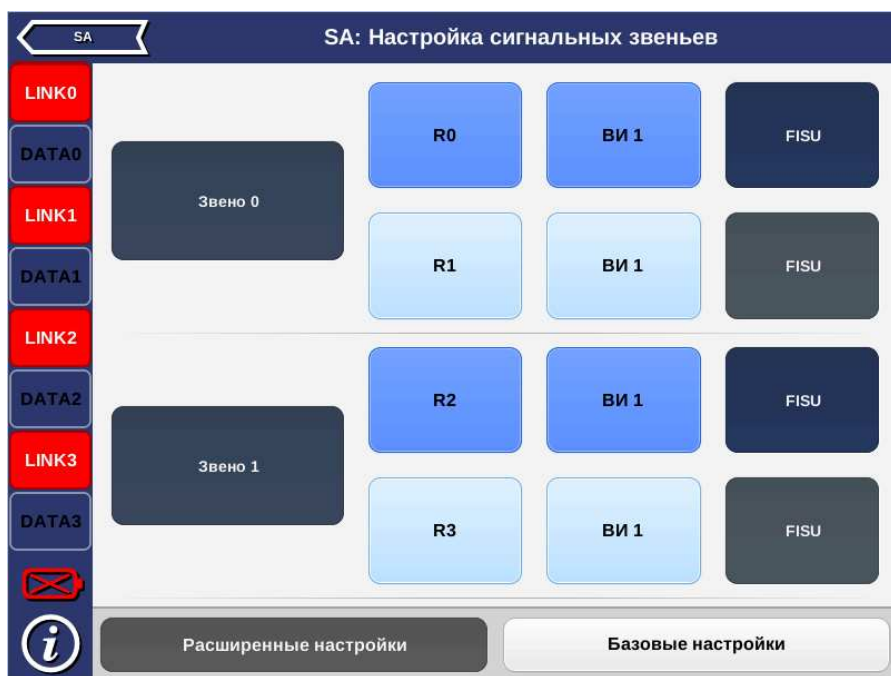 SA
SA: Настройка сигнальных звеньев
LINK0
DATA0
LINK1
DATA1
LINK2
DATA2
LINK3
DATA3
i
Звено 0
R0
ВИ 1
FISU
R1
ВИ 1
FISU
Звено 1
R2
ВИ 1
FISU
R3
ВИ 1
FISU
Расширенные настройки
Базовые настройки